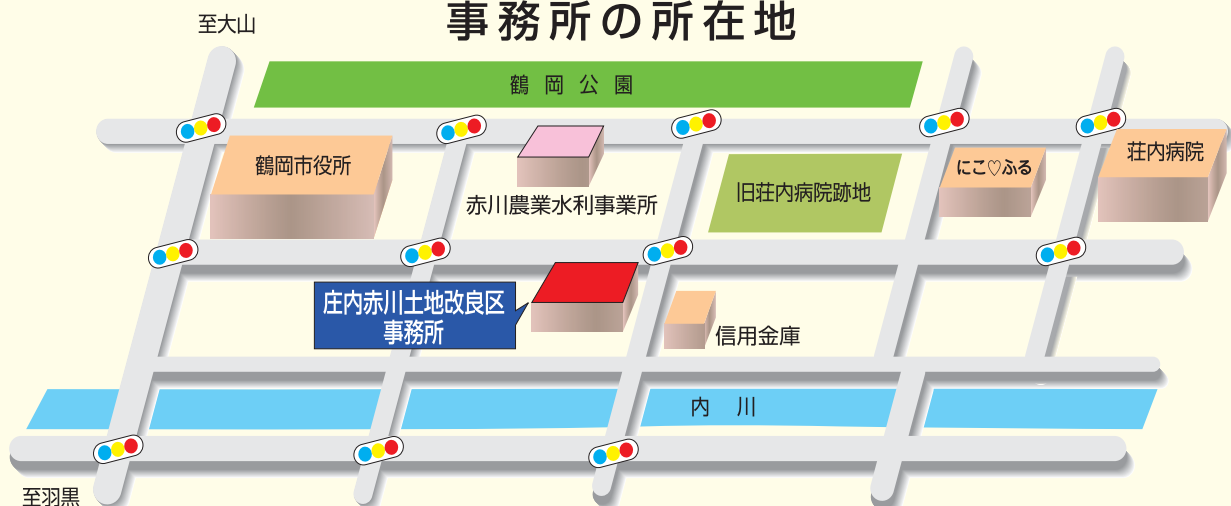 事務所の所在地
至大山
鶴岡公園
鶴岡市役所
荘内病院
にこ♡ふる
旧荘内病院跡地
赤川農業水利事業所
庄内赤川土地改良区
事務所
信用金庫
内川
至羽黒